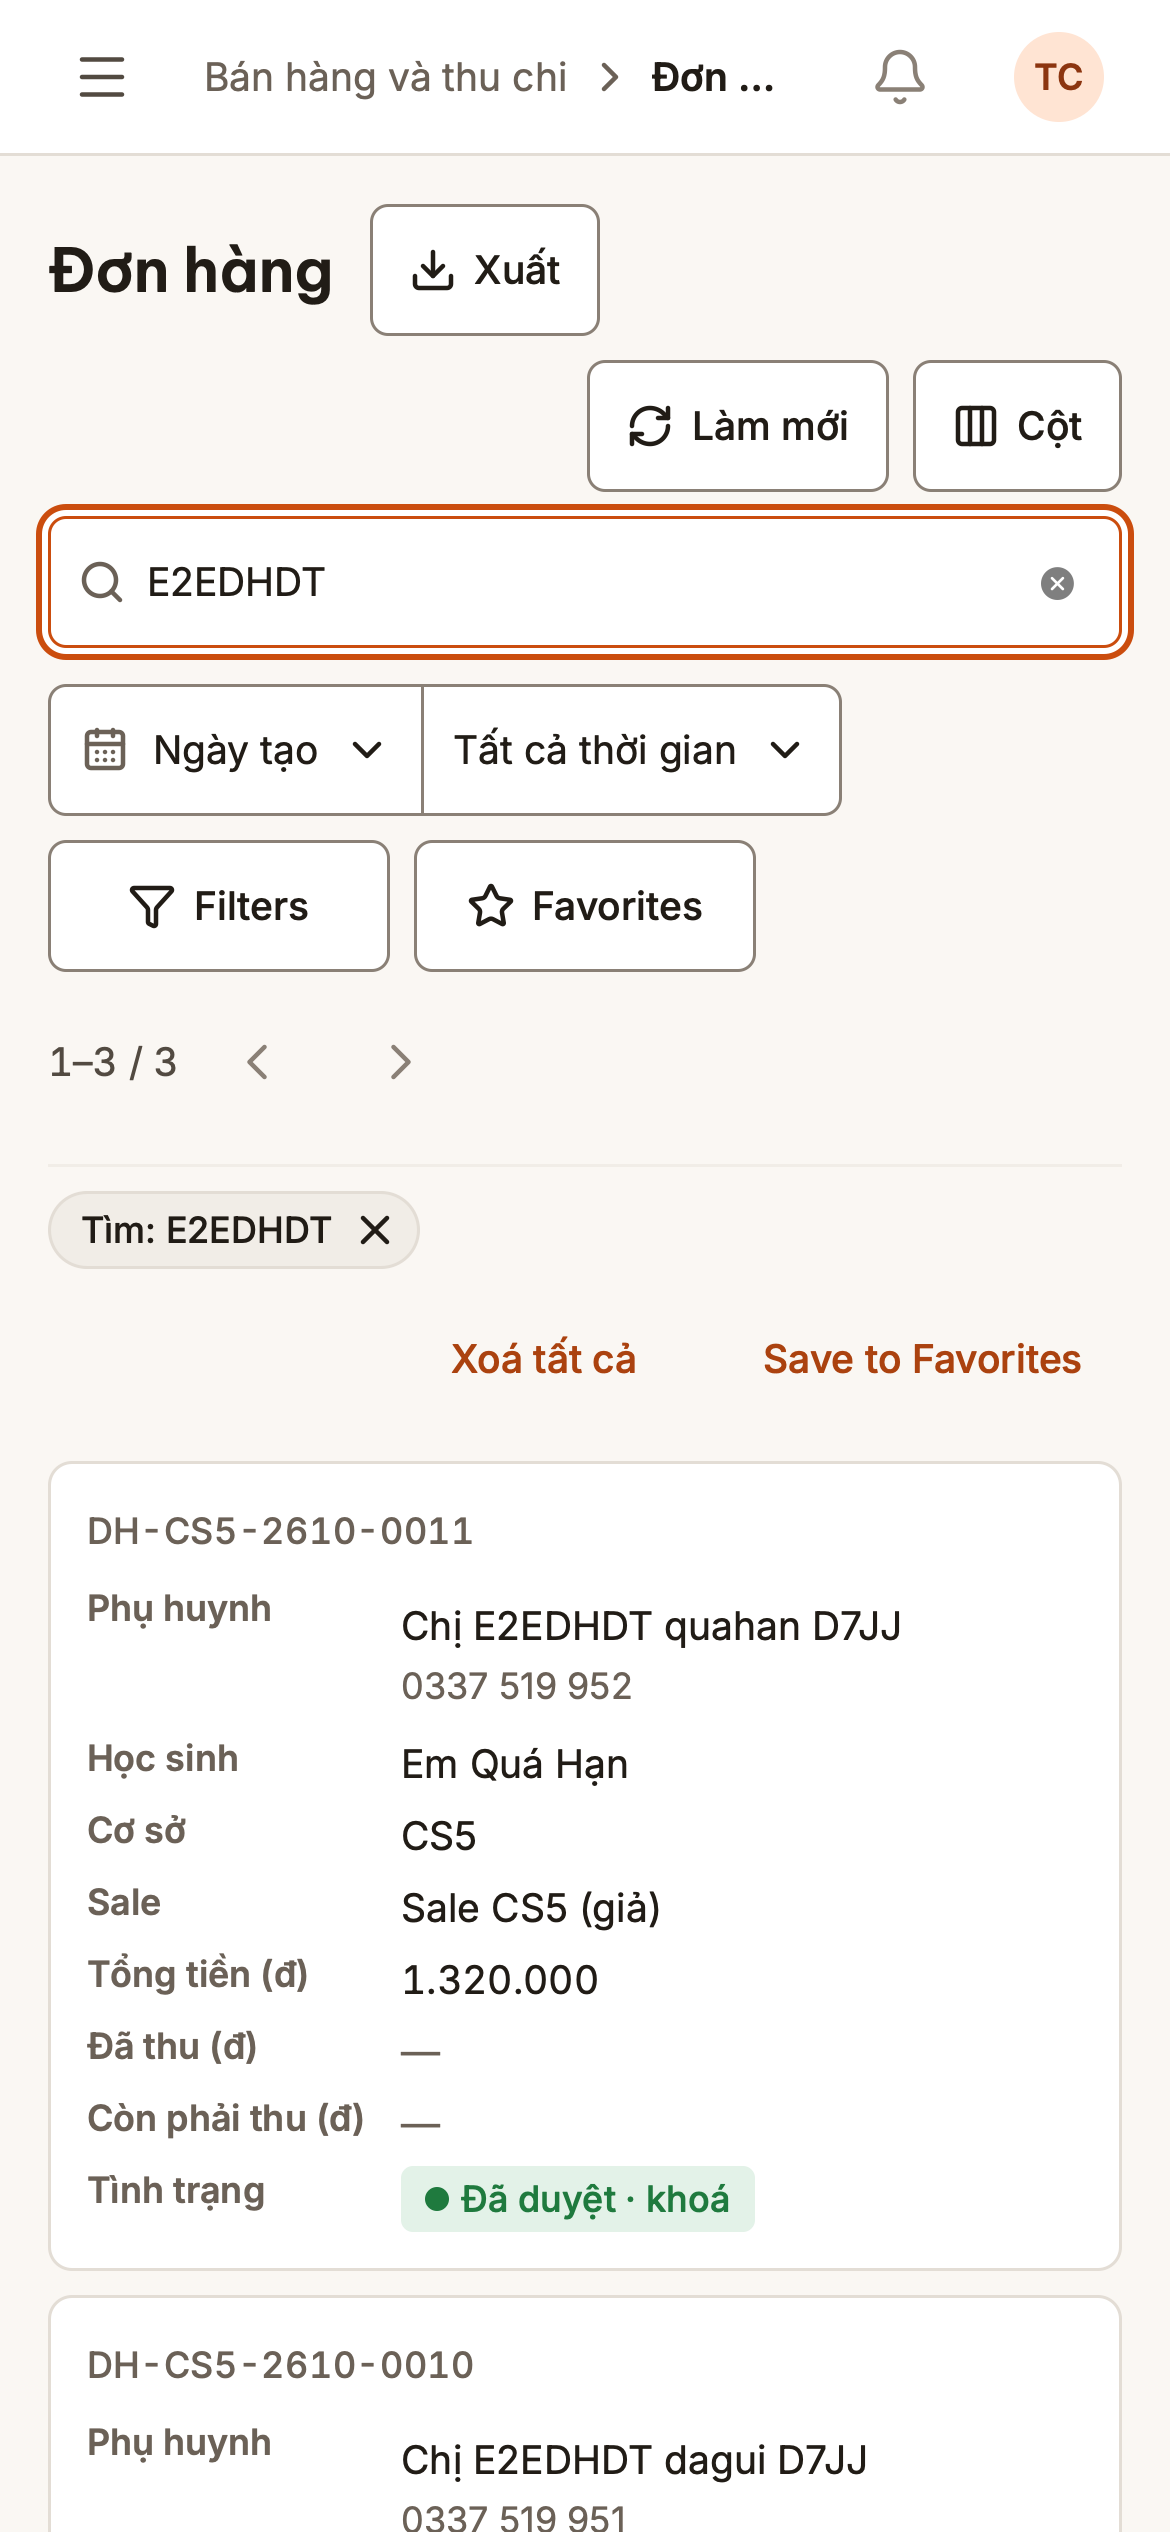 Bán hàng và thu chi > Đơn ...
TC
Đơn hàng
Xuất
Làm mới
Cột
E2EDHDT
Ngày tạo
Tất cả thời gian
Filters
Favorites
1–3 / 3
Tìm: E2EDHDT
Xoá tất cả
Save to Favorites
DH-CS5-2610-0011
Phụ huynh
Chị E2EDHDT quahan D7JJ
0337 519 952
Học sinh
Em Quá Hạn
Cơ sở
CS5
Sale
Sale CS5 (giả)
Tổng tiền (đ)
1.320.000
Đã thu (đ)
—
Còn phải thu (đ)
—
Tình trạng
Đã duyệt · khoá
DH-CS5-2610-0010
Phụ huynh
Chị E2EDHDT dagui D7JJ
0337 519 951